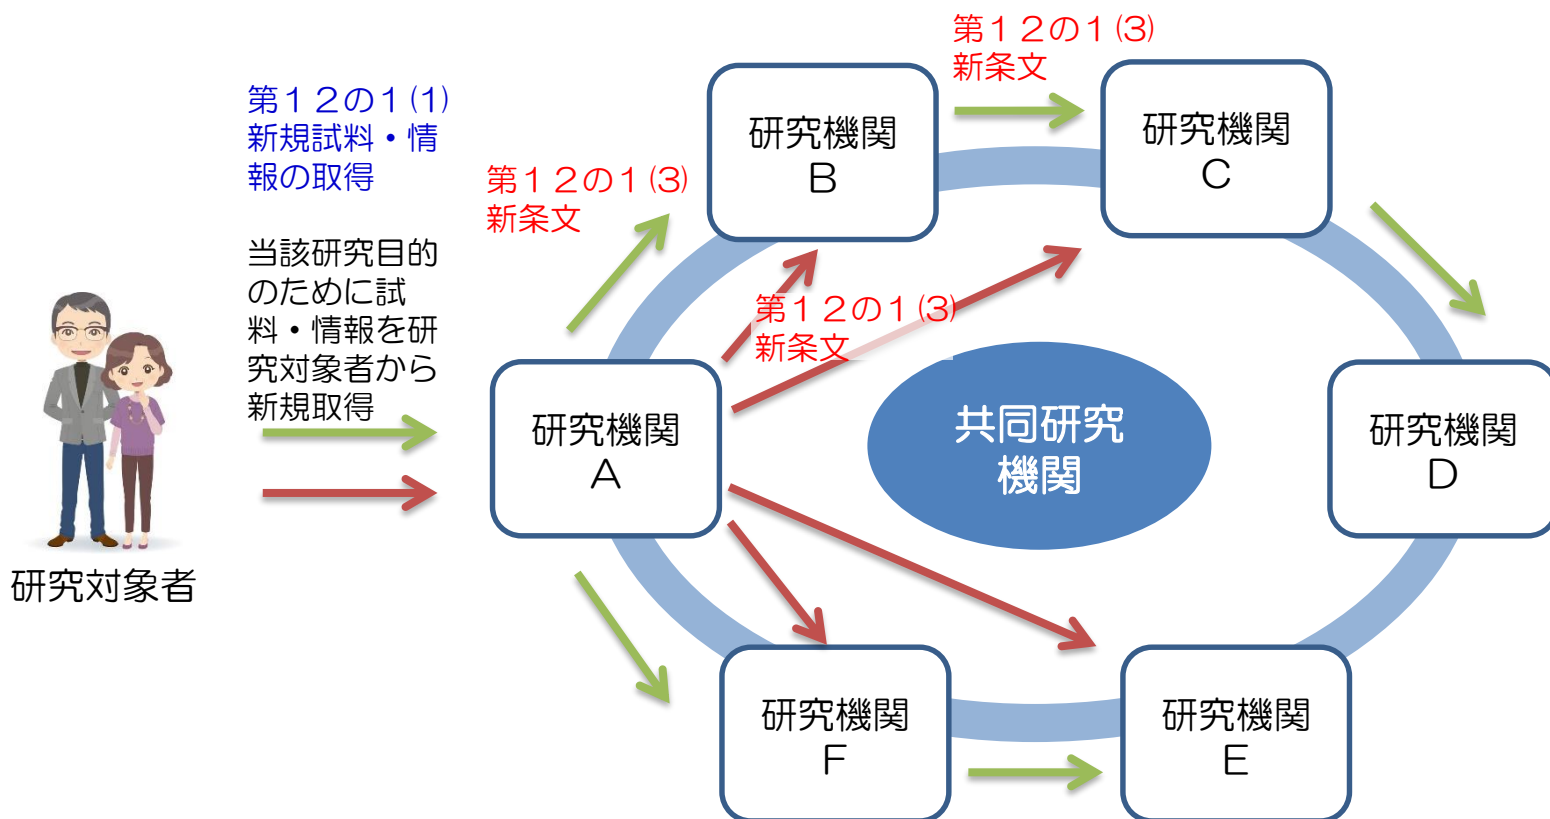 第１２の１(3)
新条文
第１２の１(1)
新規試料・情
報の取得
研究機関
B
研究機関
C
第１２の１(3)
新条文
当該研究目的
のために試
料・情報を研
究対象者から
新規取得
第１２の１(3)
新条文
研究機関
A
共同研究
機関
研究機関
D
研究対象者
研究機関
F
研究機関
E